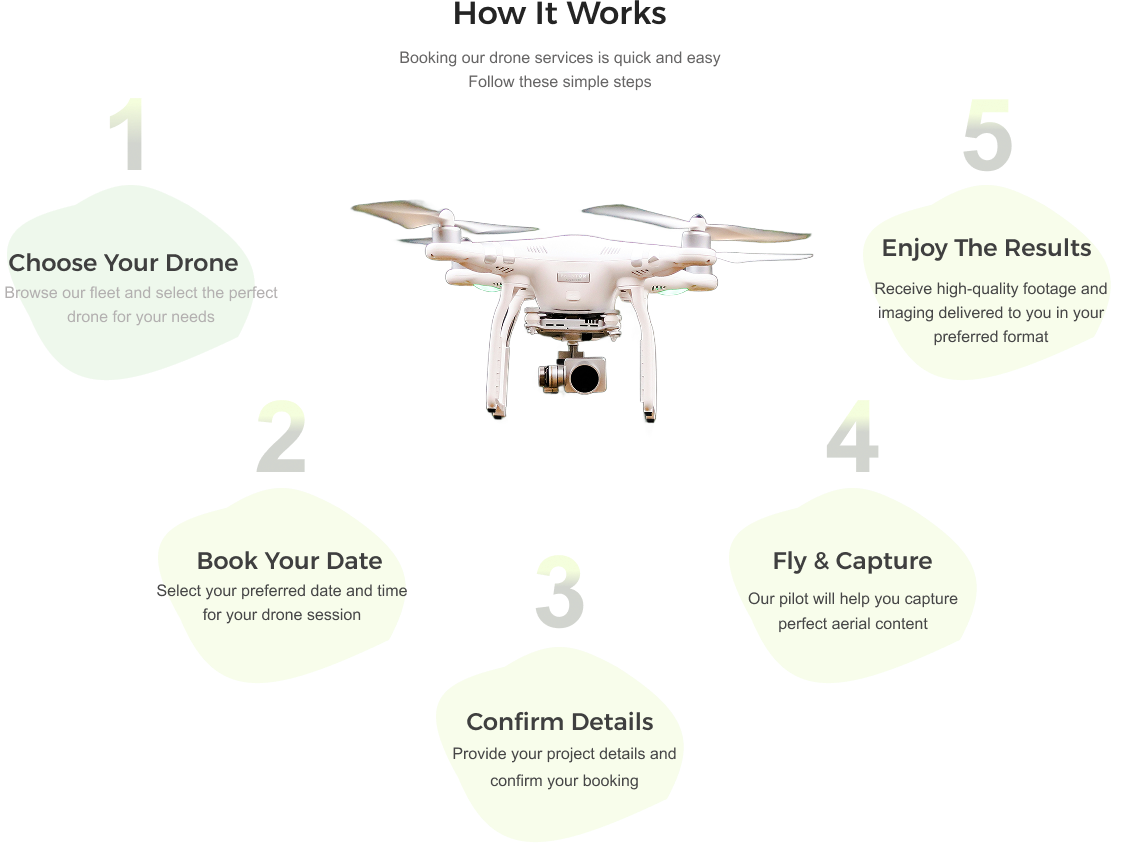 How It Works
Booking our drone services is quick and easy
Follow these simple steps
1
Choose Your Drone
Browse our fleet and select the perfect
drone for your needs
2
Book Your Date
Select your preferred date and time
for your drone session
3
Confirm Details
Provide your project details and
confirm your booking
4
Fly & Capture
Our pilot will help you capture
perfect aerial content
5
Enjoy The Results
Receive high-quality footage and
imaging delivered to you in your
preferred format